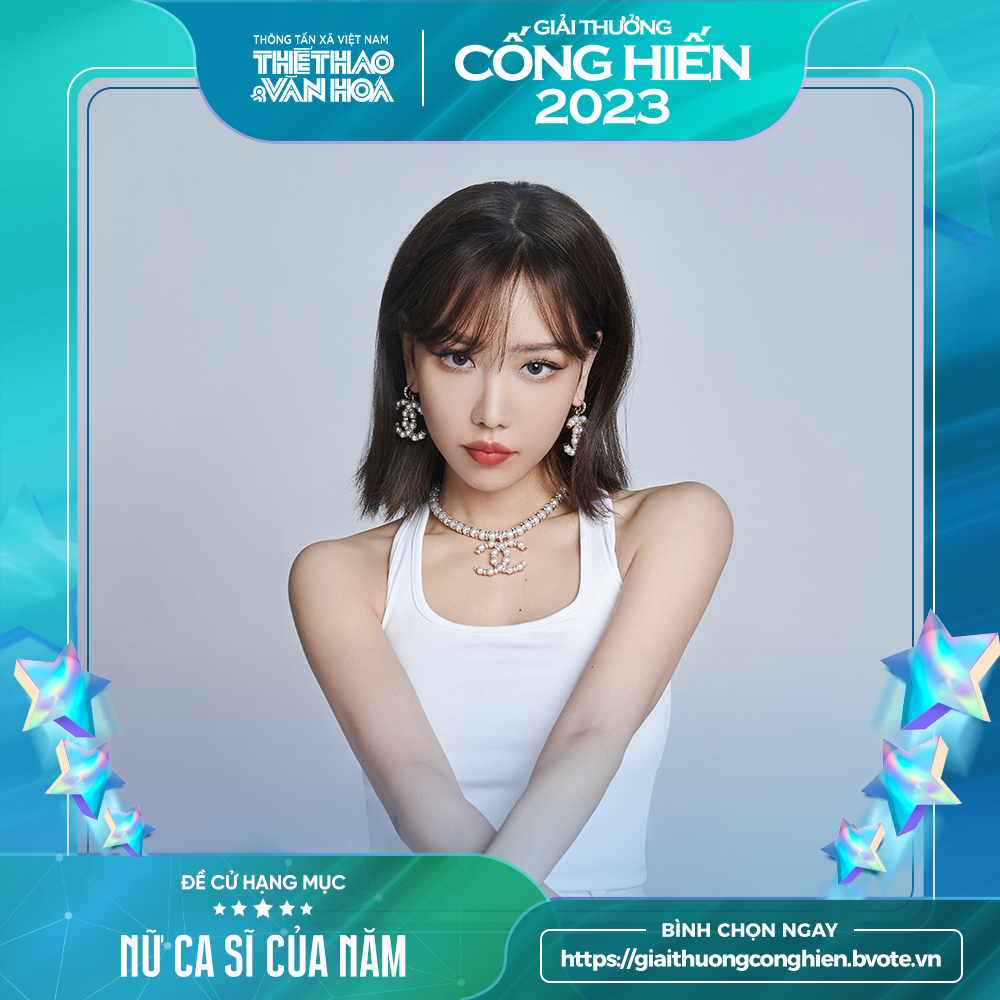 THÔNG TẤN XÃ VIỆT NAM
THỂ THAO
& VĂN HÓA
GIẢI THƯỞNG
CỐNG HIẾN
2023
ĐỀ CỬ HẠNG MỤC
NỮ CA SĨ CỦA NĂM
BÌNH CHỌN NGAY
https://giaithuongconghien.bvote.vn